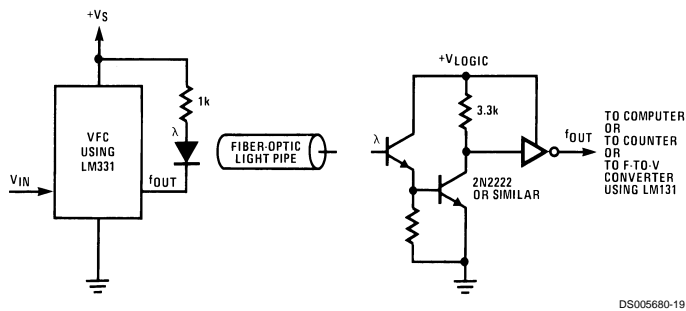 +VS
1k
λ
VFC
USING
LM331
VIN
fOUT
FIBER-OPTIC
LIGHT PIPE
+VLOGIC
3.3k
λ
2N2222
OR SIMILAR
fOUT
TO COMPUTER
OR
TO COUNTER
OR
TO F-TO-V
CONVERTER
USING LM131
DS005680-19